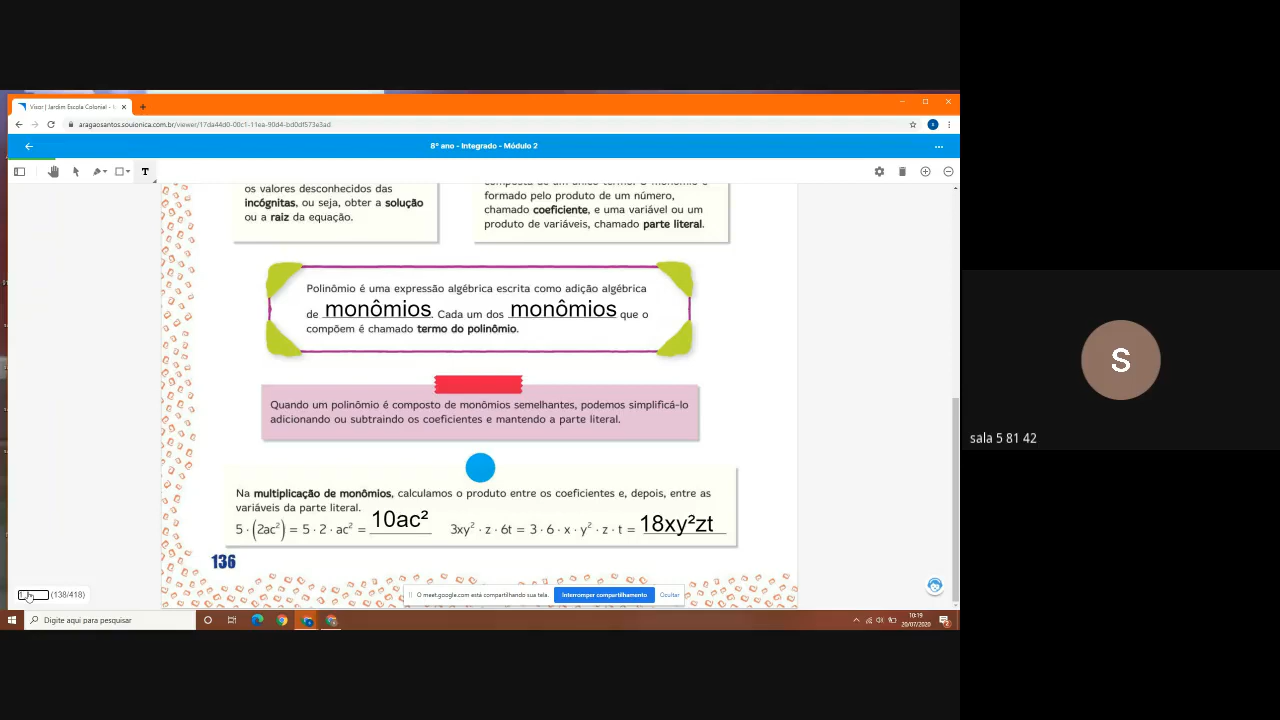 Visor | Jardim Escola Colonial - I
aragaosantos.souionica.com.br/viewer/17da44d0-00c1-11ea-90d4-bd0df573e3ad
8º ano - Integrado - Módulo 2
T
os valores desconhecidos das
incógnitas, ou seja, obter a solução
ou a raiz da equação.
formado pelo produto de um número,
chamado coeficiente, e uma variável ou um
produto de variáveis, chamado parte literal.
Polinômio é uma expressão algébrica escrita como adição algébrica
de monômios Cada um dos monômios que o
compõem é chamado termo do polinômio.
Quando um polinômio é composto de monômios semelhantes, podemos simplificá-lo
adicionando ou subtraindo os coeficientes e mantendo a parte literal.
Na multiplicação de monômios, calculamos o produto entre os coeficientes e, depois, entre as
variáveis da parte literal.
5 · (2ac²) = 5 · 2 · ac² = 10ac² 3xy² · z · 6t = 3 · 6 · x · y² · z · t = 18xy²zt
136
(138/418)
O meet.google.com está compartilhando sua tela.
Interromper compartilhamento
Ocultar
Digite aqui para pesquisar
10:19
20/07/2020
S
sala 5 81 42